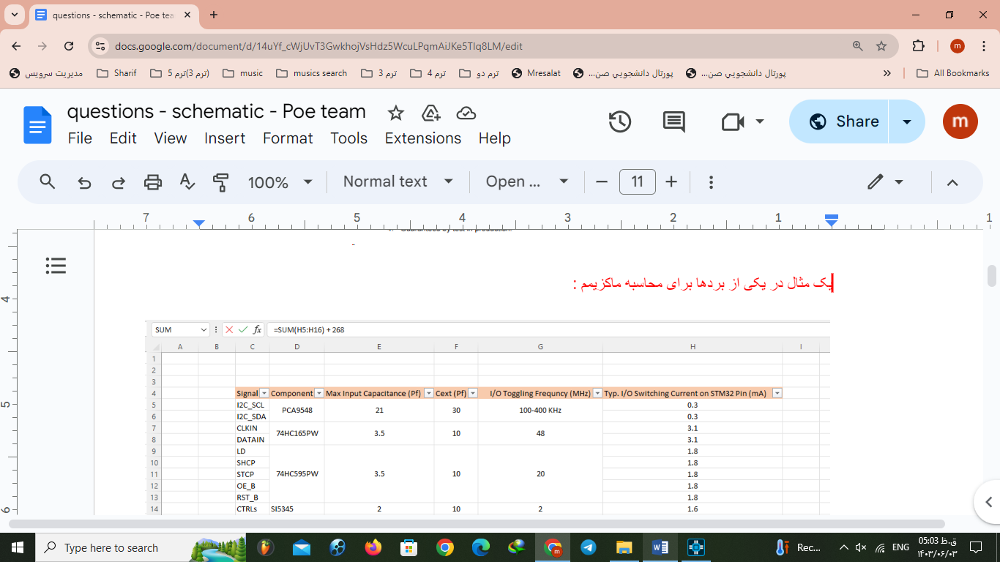 questions - schematic - Poe tea
docs.google.com/document/d/14uYf_cWjUvT3GwkhojVsHdz5WcuLPqmAiJKe5TIq8LM/edit
m
مدیریت سرویس Sharif ترم 5 (ترم 3) music musics search ترم 3 ترم 4 ترم دو Mresalat پورتال دانشجويي صن... پورتال دانشجويي صن... » All Bookmarks
questions - schematic - Poe team
File Edit View Insert Format Tools Extensions Help
Share
m
100% Normal text Open ... 11
7 6 5 4 3 2 1 1
یک مثال در یکی از بردها برای محاسبه ماکزیمم :
4
SUM fx =SUM(H5:H16) + 268
A B C D E F G H I
1
2
3
4 Signal Component Max Input Capacitance (Pf) Cext (Pf) I/O Toggling Frequncy (MHz) Typ. I/O Switching Current on STM32 Pin (mA)
5 I2C_SCL PCA9548 21 30 100-400 KHz 0.3
6 I2C_SDA 0.3
7 CLKIN 74HC165PW 3.5 10 48 3.1
8 DATAIN 3.1
9 LD 1.8
10 SHCP 1.8
11 STCP 74HC595PW 3.5 10 20 1.8
12 OE_B 1.8
13 RST_B 1.8
14 CTRLs SI5345 2 10 2 1.6
5
6
Type here to search
Rec... ENG
05:03 ق.ظ
۱۴۰۳/۰۶/۰۳